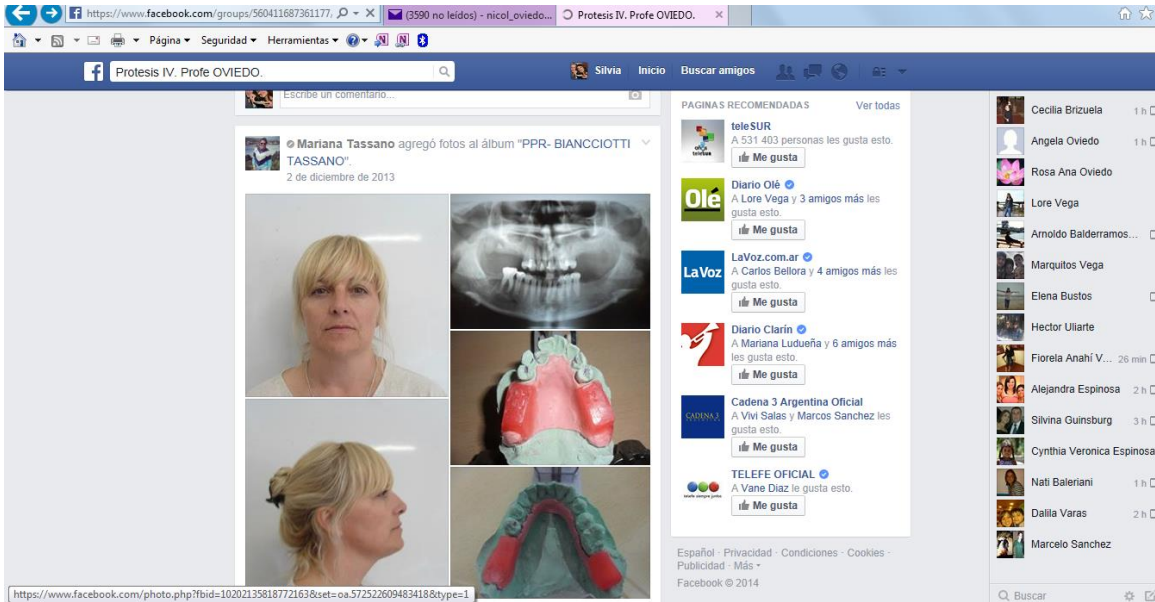 https://www.facebook.com/groups/560411687361177,
(3590 no leídos) - nicol_oviedo...
Protesis IV. Profe OVIEDO.
Página
Seguridad
Herramientas
Protesis IV. Profe OVIEDO.
Silvia
Inicio
Buscar amigos
Escribe un comentario...
Mariana Tassano agregó fotos al álbum "PPR- BIANCCIOTTI
TASSANO".
2 de diciembre de 2013
PAGINAS RECOMENDADAS
Ver todas
teleSUR
A 531 403 personas les gusta esto.
Me gusta
Olé
Diario Olé
A Lore Vega y 3 amigos más les
gusta esto.
Me gusta
LaVoz
LaVoz.com.ar
A Carlos Bellora y 4 amigos más les
gusta esto.
Me gusta
Diario Clarín
A Mariana Ludueña y 6 amigos más
les gusta esto.
Me gusta
CADENA 3
Cadena 3 Argentina Oficial
A Vivi Salas y Marcos Sanchez les
gusta esto.
Me gusta
TELEFE OFICIAL
A Vane Diaz le gusta esto.
Me gusta
Español · Privacidad · Condiciones · Cookies ·
Publicidad · Más
Facebook © 2014
Cecilia Brizuela 1 h
Angela Oviedo 1 h
Rosa Ana Oviedo
Lore Vega
Arnoldo Balderramos...
Marquitos Vega
Elena Bustos
Hector Uliarte
Fiorela Anahí V... 26 min
Alejandra Espinosa 2 h
Silvina Guinsburg 3 h
Cynthia Veronica Espinosa
Nati Baleriani 1 h
Dalila Varas 2 h
Marcelo Sanchez
Buscar
https://www.facebook.com/photo.php?fbid=10202135818772163&set=oa.572522609483418&type=1